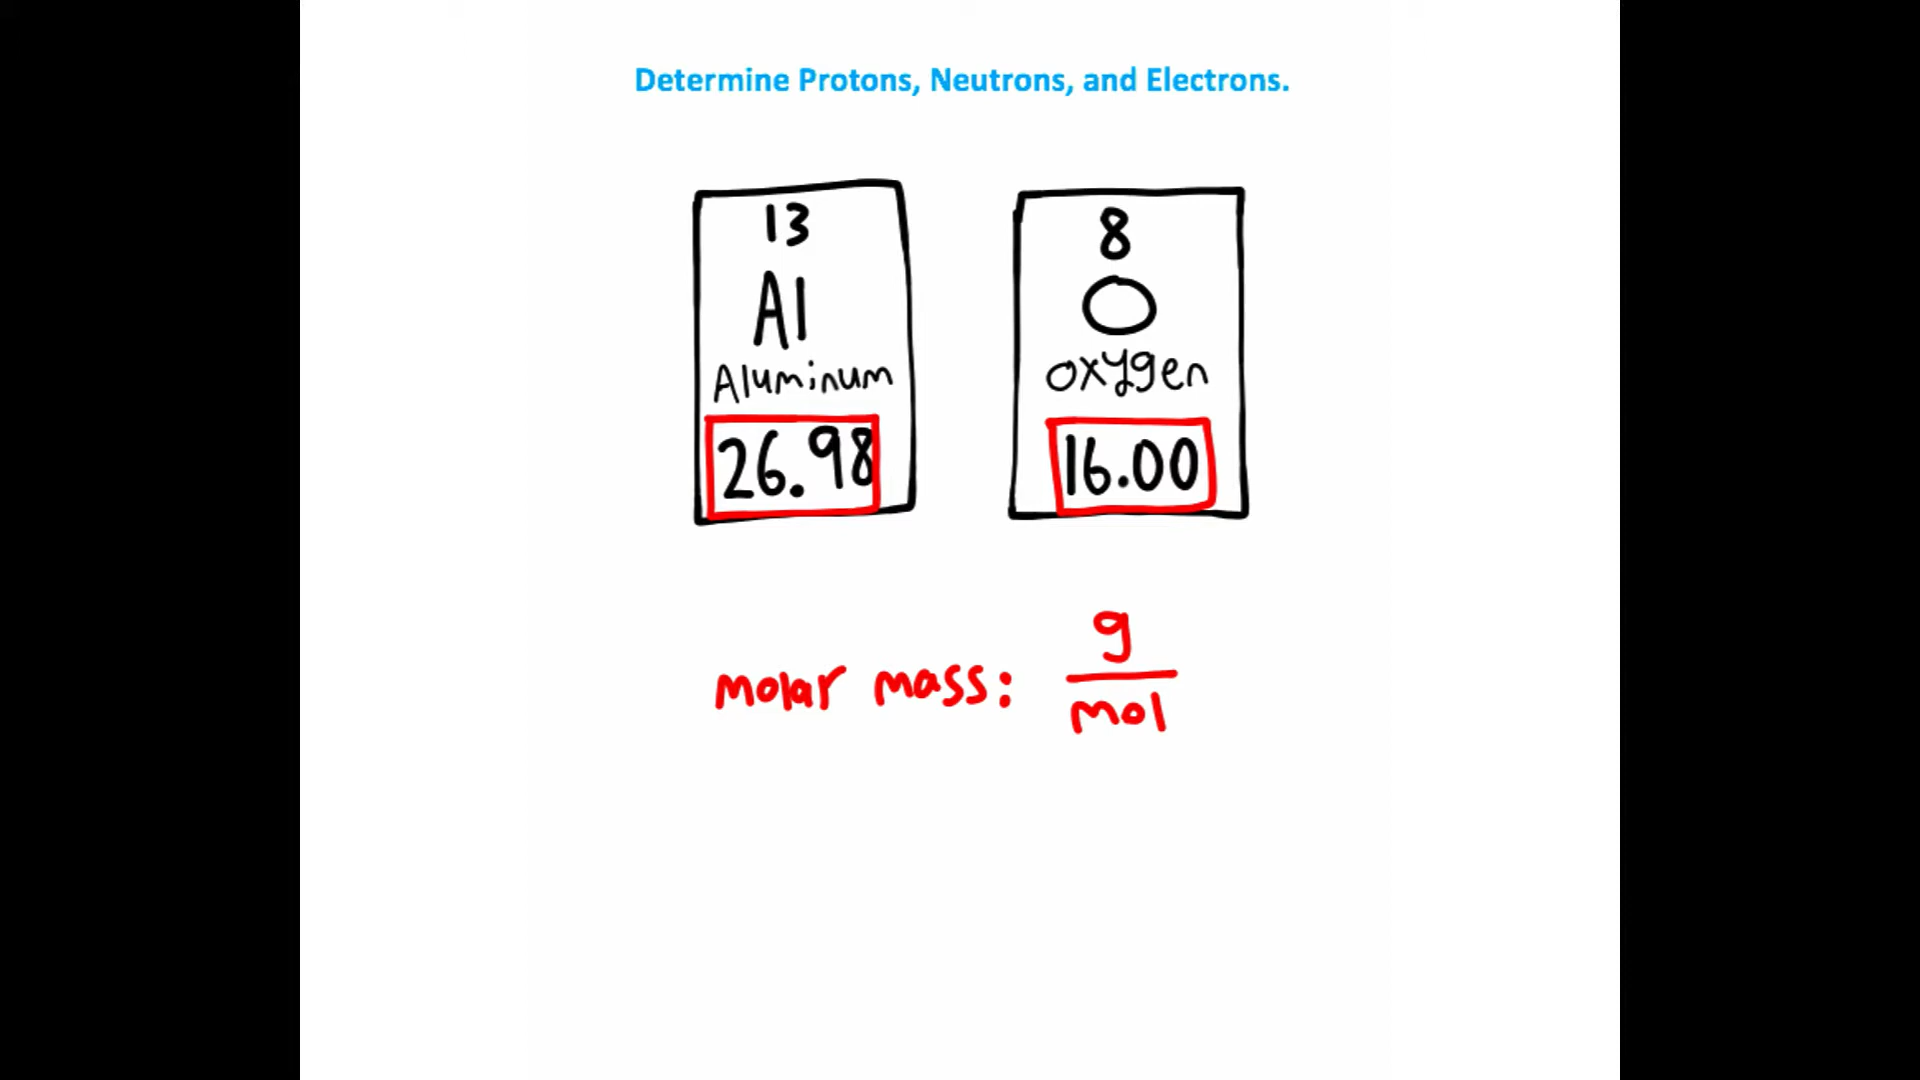 Determine Protons, Neutrons, and Electrons.
13
Al
Aluminum
26.98
8
O
oxygen
16.00
molar mass: g
mol